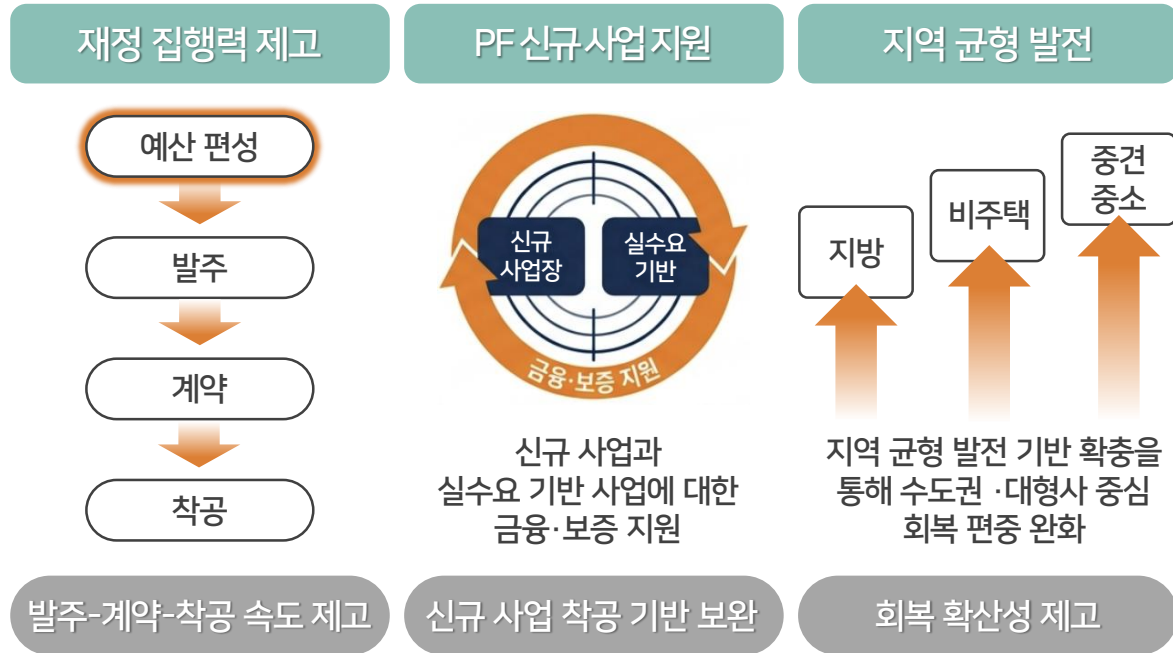 재정 집행력 제고
예산 편성
발주
계약
착공
발주-계약-착공 속도 제고
PF 신규 사업 지원
신규
사업장
실수요
기반
금융·보증 지원
신규 사업과
실수요 기반 사업에 대한
금융·보증 지원
신규 사업 착공 기반 보완
지역 균형 발전
지방
비주택
중견
중소
지역 균형 발전 기반 확충을
통해 수도권 ·대형사 중심
회복 편중 완화
회복 확산성 제고